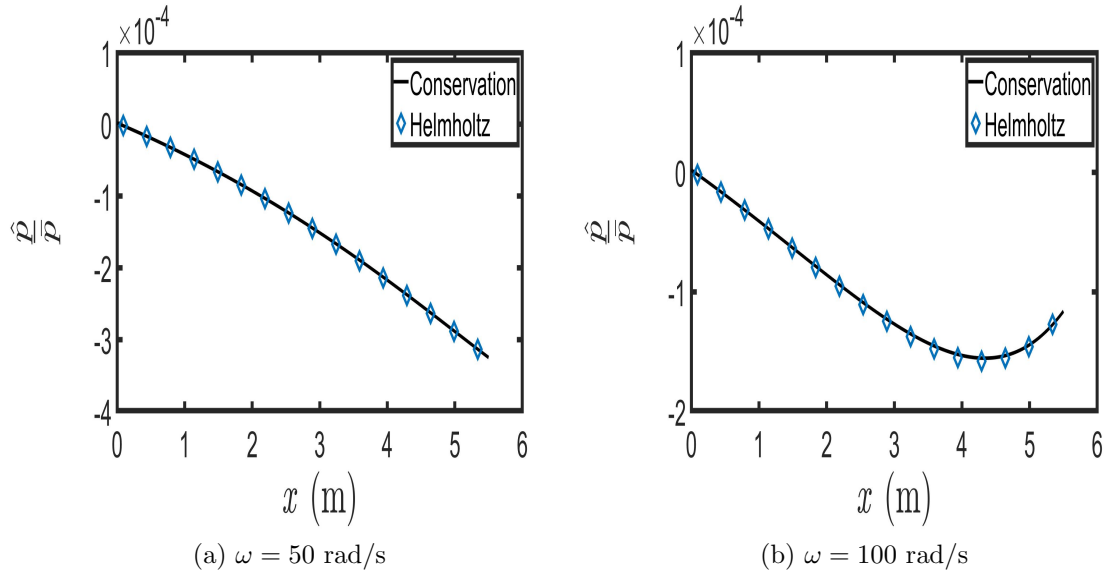 ×10⁻⁴
1
0
-1
-2
-3
-4
0 1 2 3 4 5 6
p̂
p̄
x (m)
Conservation
Helmholtz
(a) ω = 50 rad/s
×10⁻⁴
1
0
-1
-2
0 1 2 3 4 5 6
p̂
p̄
x (m)
Conservation
Helmholtz
(b) ω = 100 rad/s